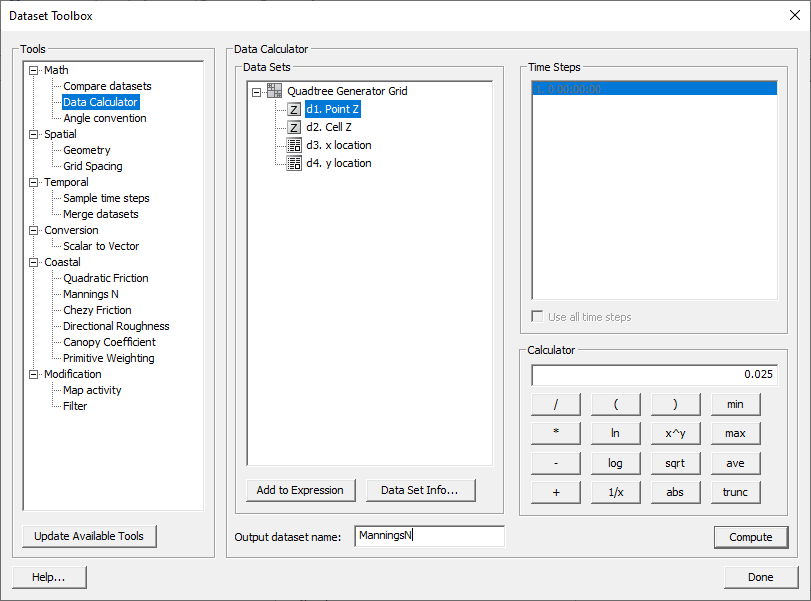 Dataset Toolbox
Tools
Math
Compare datasets
Data Calculator
Angle convention
Spatial
Geometry
Grid Spacing
Temporal
Sample time steps
Merge datasets
Conversion
Scalar to Vector
Coastal
Quadratic Friction
Mannings N
Chezy Friction
Directional Roughness
Canopy Coefficient
Primitive Weighting
Modification
Map activity
Filter
Update Available Tools
Help...
Data Calculator
Data Sets
Quadtree Generator Grid
Z d1. Point Z
Z d2. Cell Z
d3. x location
d4. y location
Add to Expression Data Set Info...
Output dataset name: ManningsN
Time Steps
1. 0 00:00:00
Use all time steps
Calculator
0.025
/ ( ) min
* ln x^y max
- log sqrt ave
+ 1/x abs trunc
Compute
Done